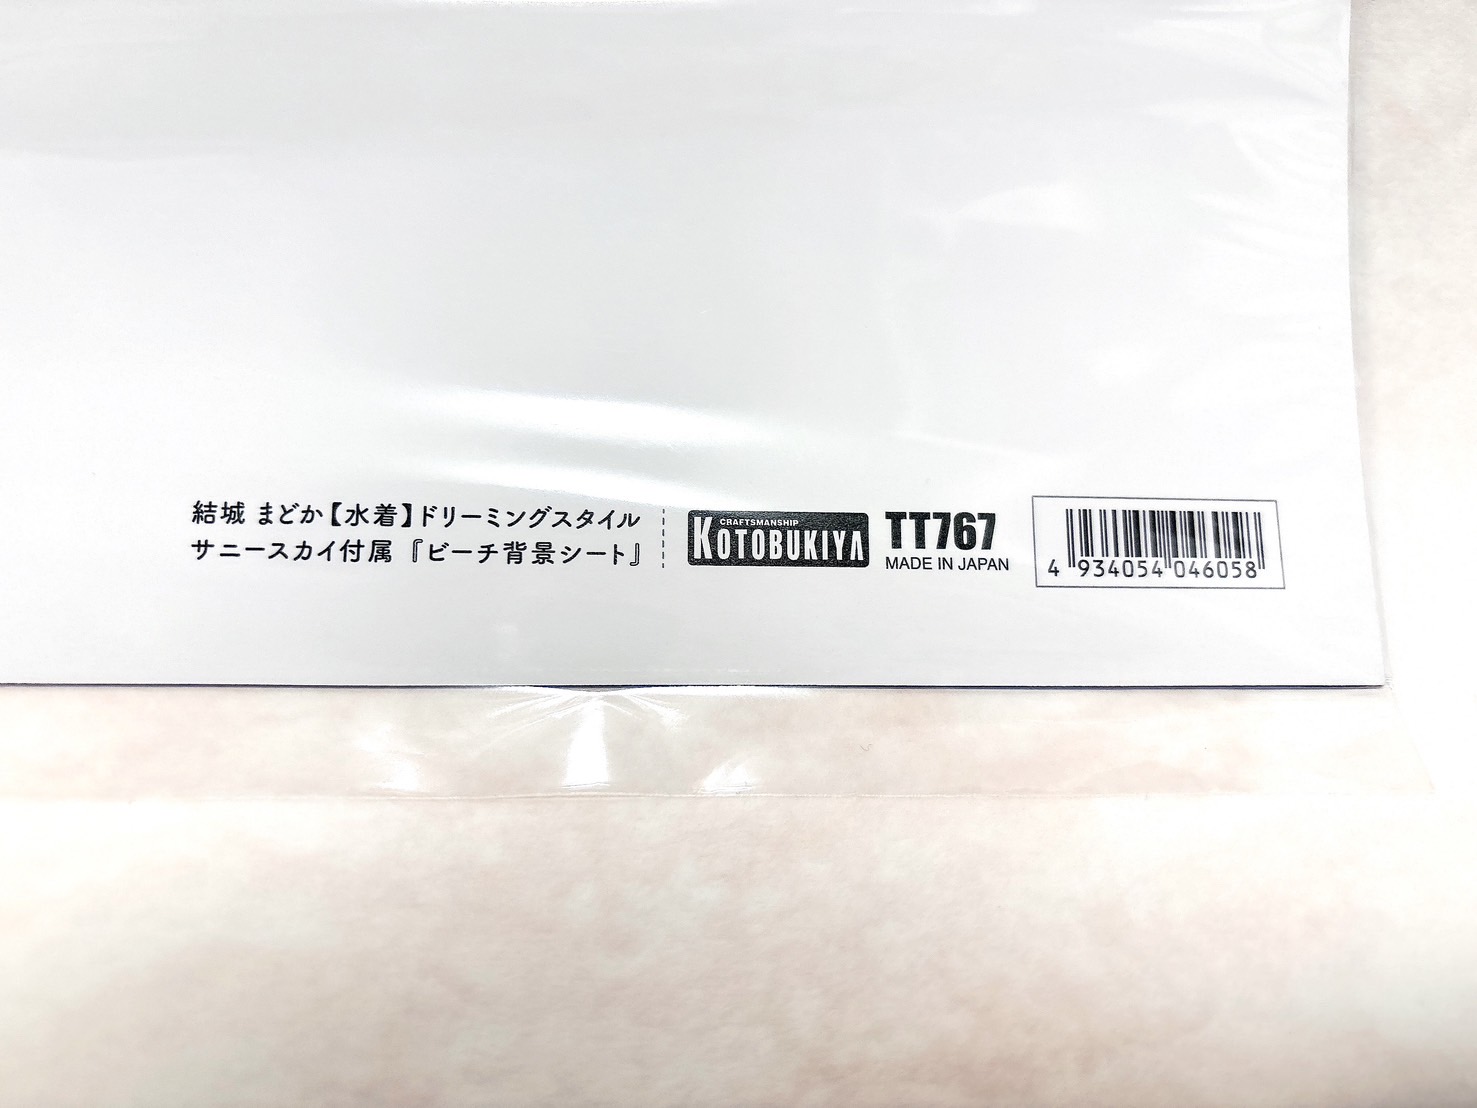 結城 まどか【水着】ドリーミングスタイル
サニースカイ付属『ビーチ背景シート』
CRAFTSMANSHIP
KOTOBUKIYA
TT767
MADE IN JAPAN
4 934054 046058